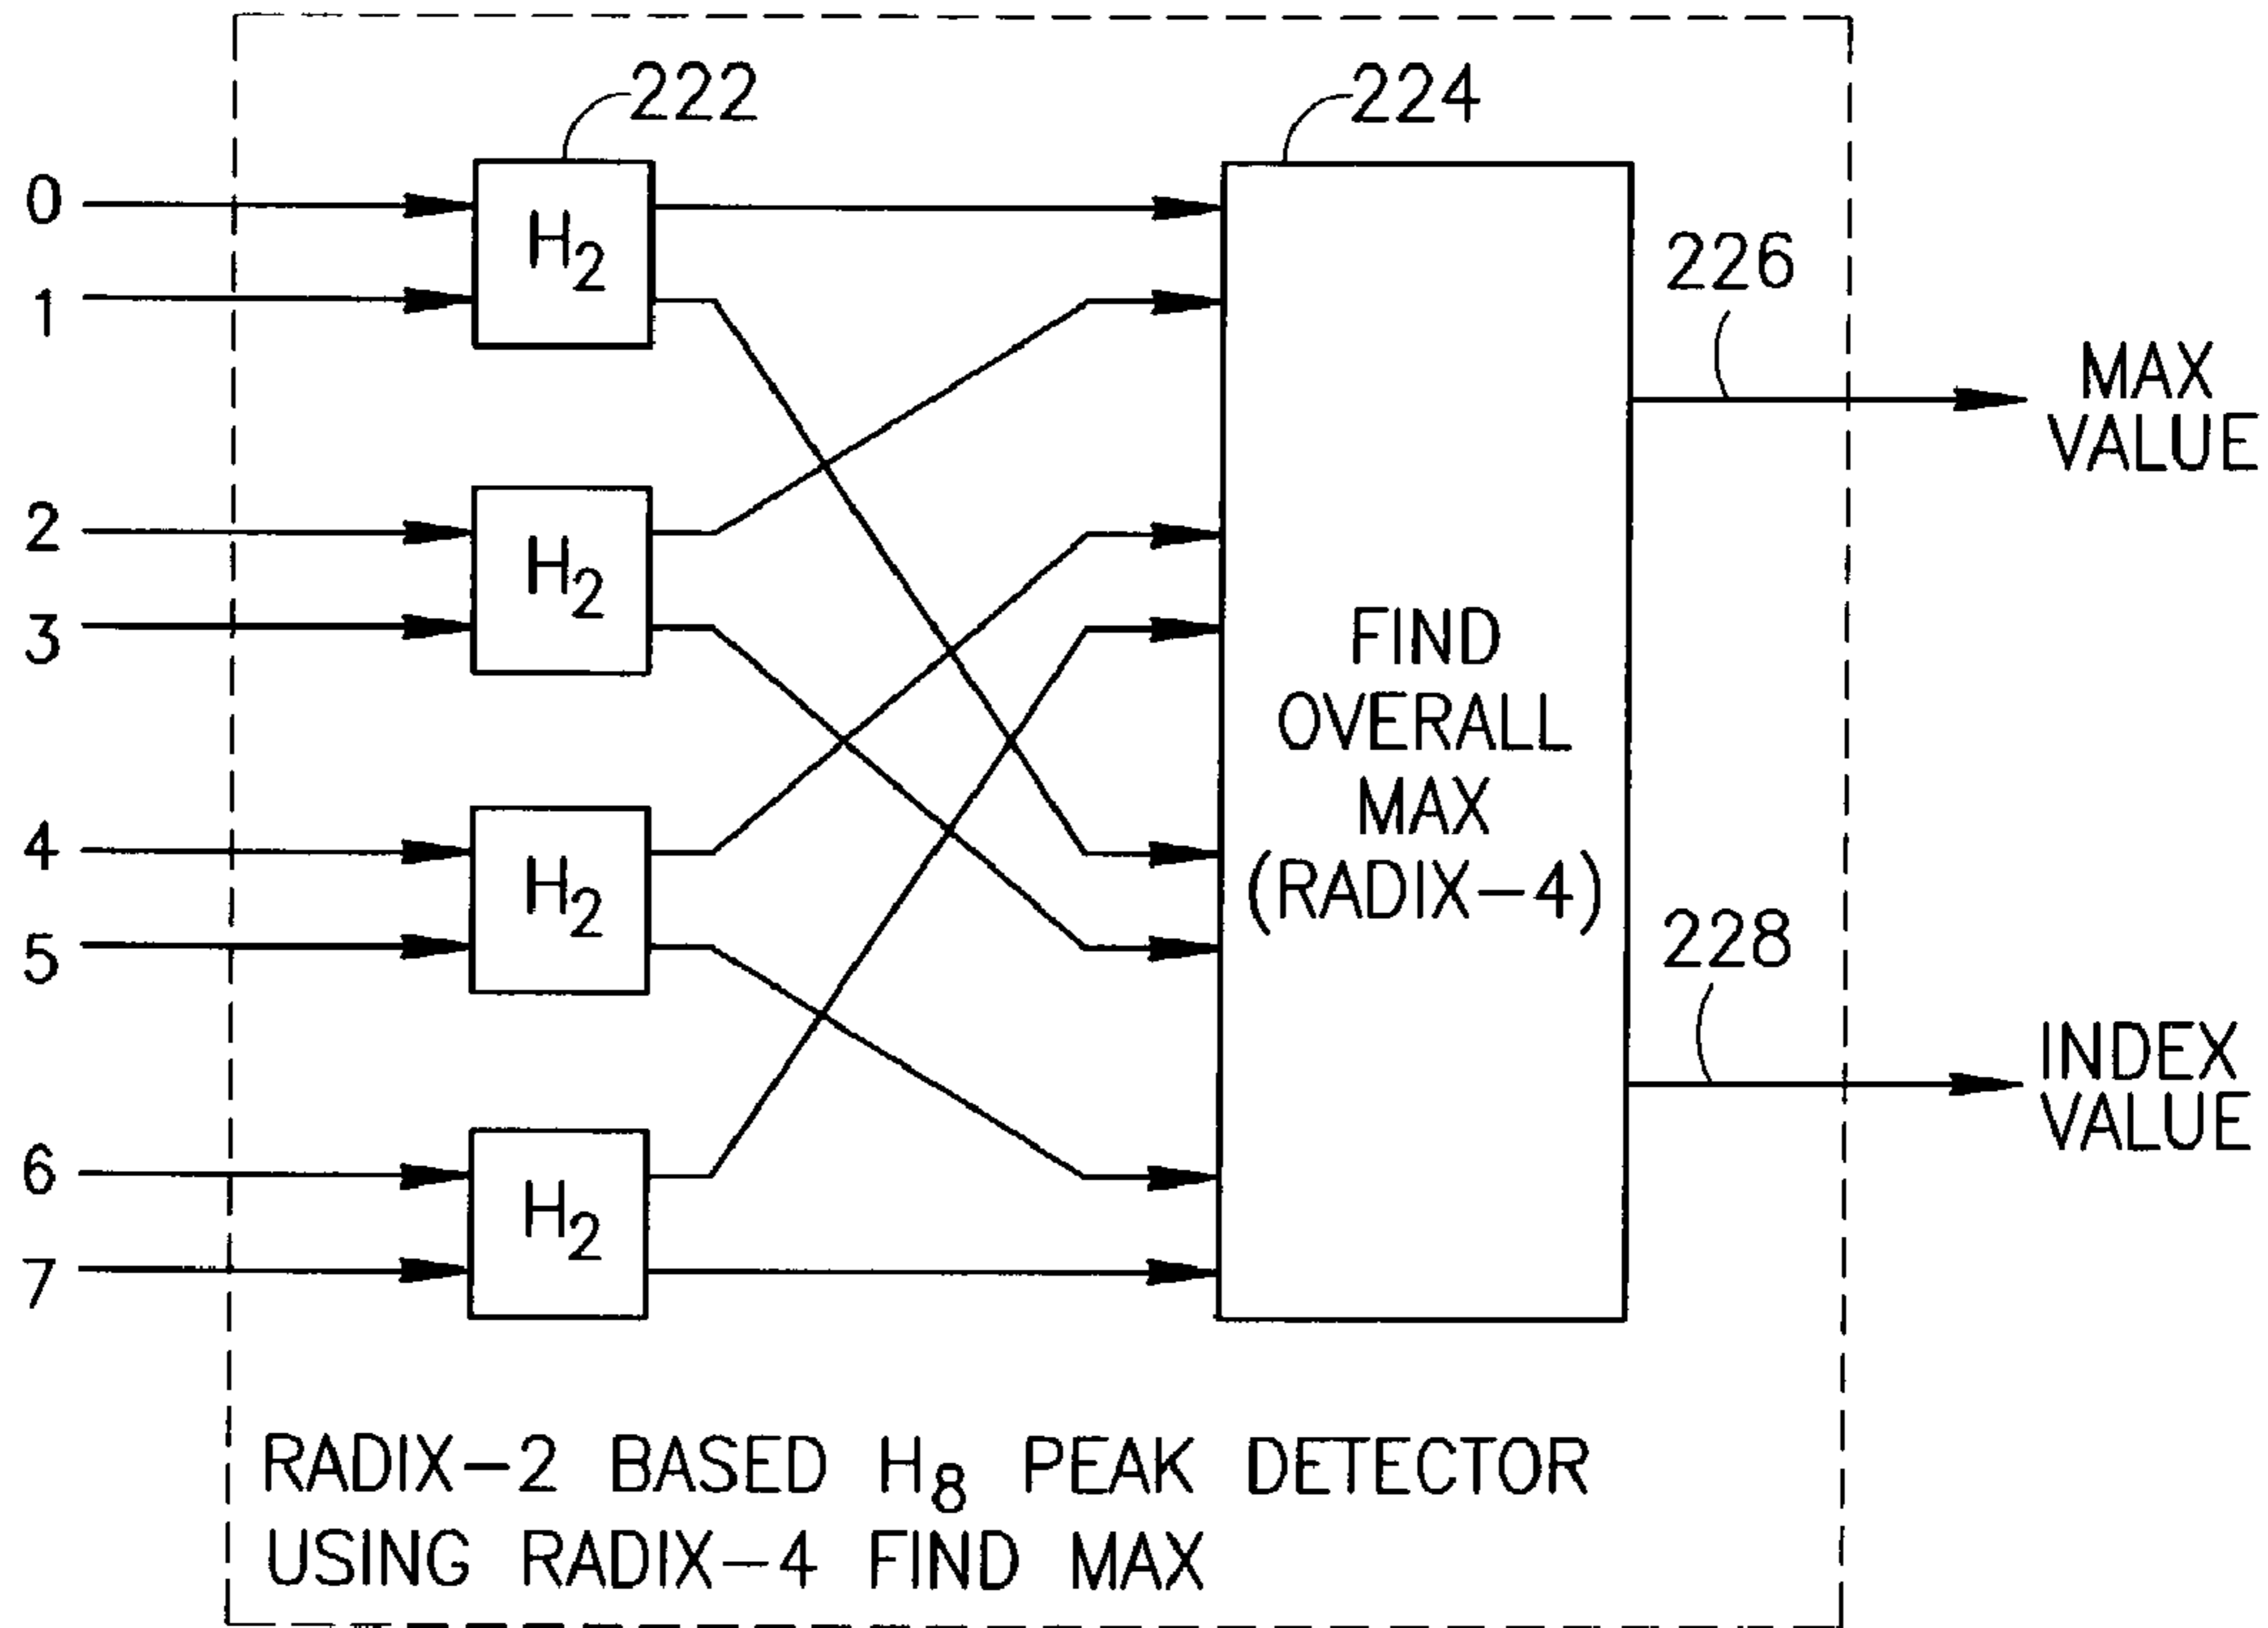 222
224
0
H2
1
226
MAX
VALUE
2
H2
3
FIND
OVERALL
MAX
(RADIX-4)
4
H2
5
228
INDEX
VALUE
6
H2
7
RADIX-2 BASED H8 PEAK DETECTOR
USING RADIX-4 FIND MAX